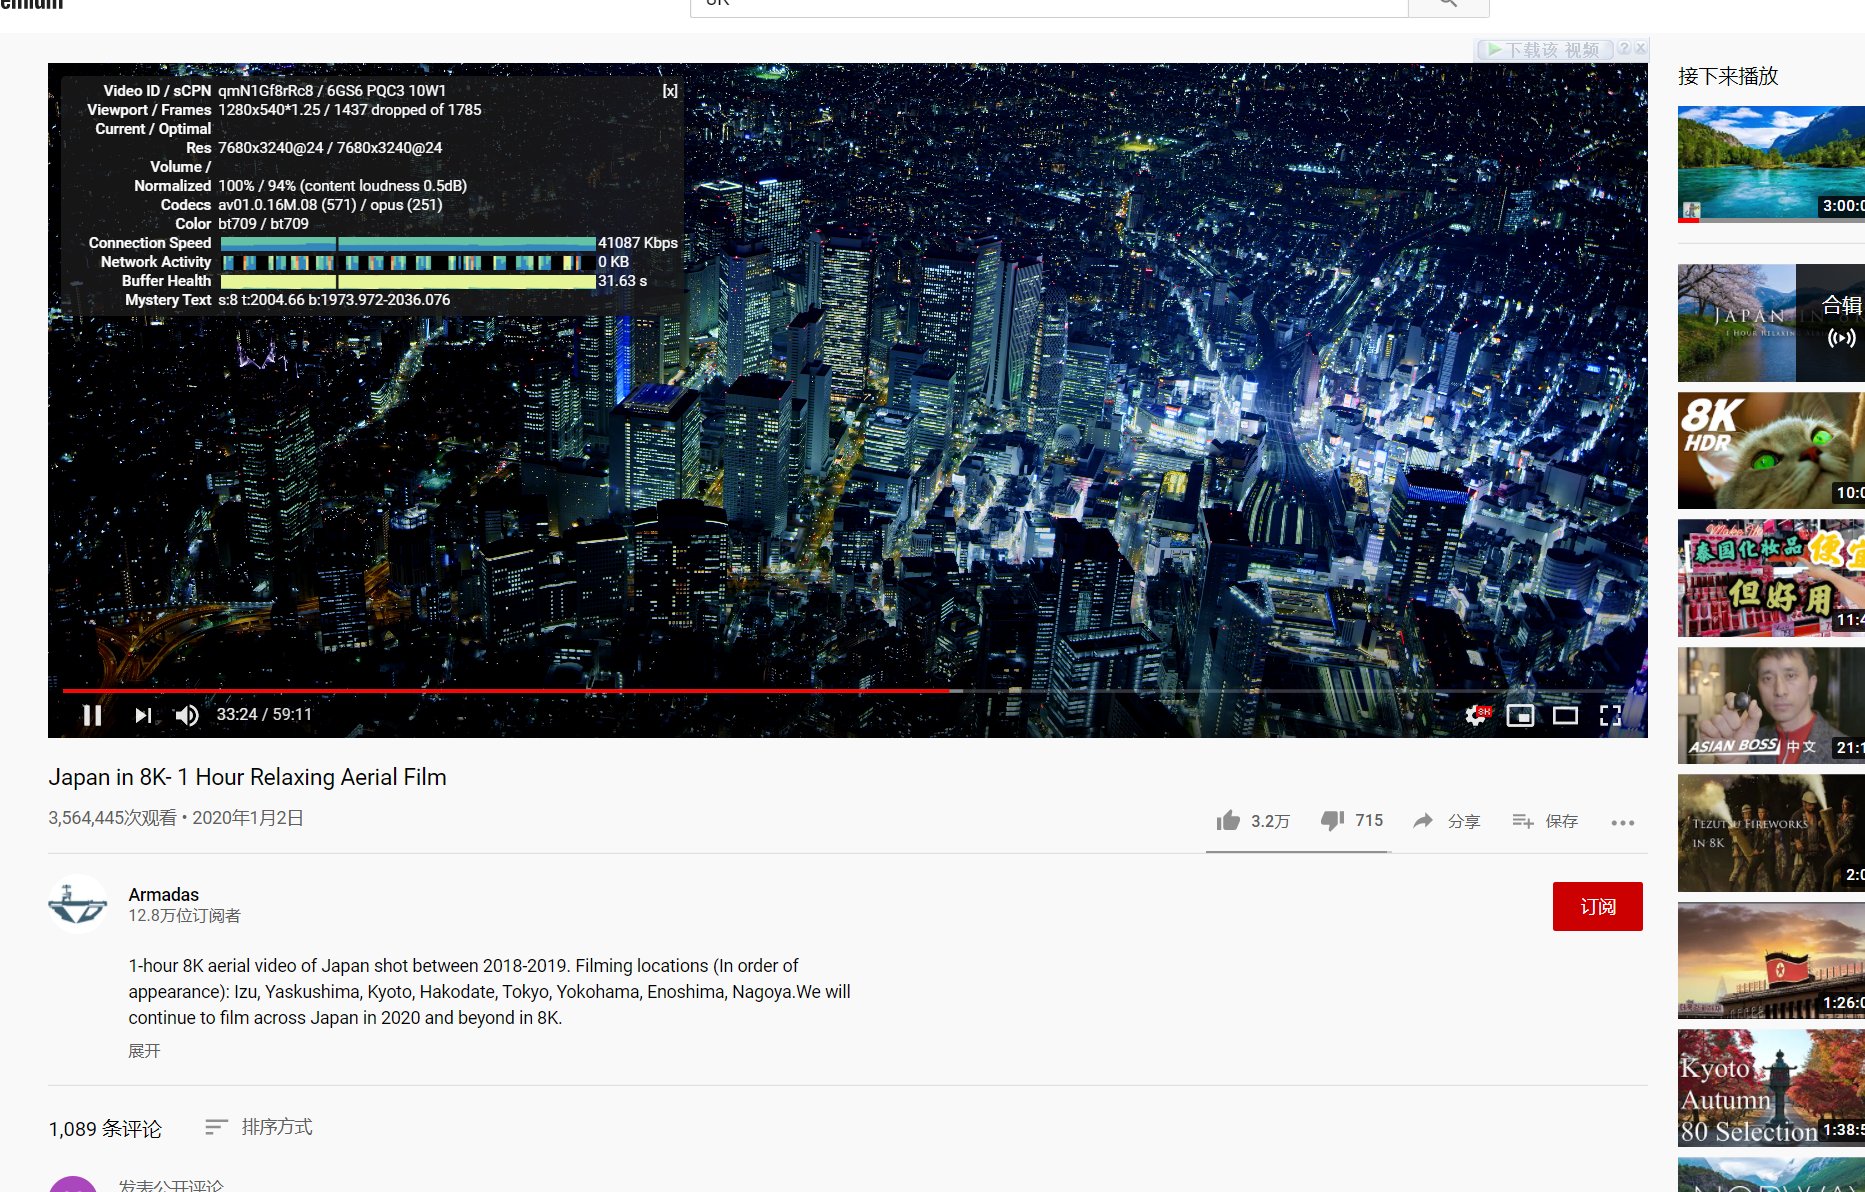 8K
下载该 视频
Video ID / sCPN qmN1Gf8rRc8 / 6GS6 PQC3 10W1
[x]
Viewport / Frames 1280x540*1.25 / 1437 dropped of 1785
Current / Optimal
Res 7680x3240@24 / 7680x3240@24
Volume /
Normalized 100% / 94% (content loudness 0.5dB)
Codecs av01.0.16M.08 (571) / opus (251)
Color bt709 / bt709
Connection Speed 41087 Kbps
Network Activity 0 KB
Buffer Health 31.63 s
Mystery Text s:8 t:2004.66 b:1973.972-2036.076
33:24 / 59:11
8K
Japan in 8K- 1 Hour Relaxing Aerial Film
3,564,445次观看 • 2020年1月2日
3.2万
715
分享
保存
Armadas
12.8万位订阅者
订阅
1-hour 8K aerial video of Japan shot between 2018-2019. Filming locations (In order of
appearance): Izu, Yaskushima, Kyoto, Hakodate, Tokyo, Yokohama, Enoshima, Nagoya.We will
continue to film across Japan in 2020 and beyond in 8K.
展开
1,089 条评论
排序方式
发表公开评论
接下来播放
3:00:0
JAPAN IN
1 HOUR RELAXING
合辑
8K
HDR
10:0
泰国化妆品 便宜
但好用
11:4
ASIAN BOSS 中文
21:1
TEZUTSU FIREWORKS
IN 8K
2:0
1:26:0
Kyoto
Autumn
80 Selection
1:38:5
NORWAY